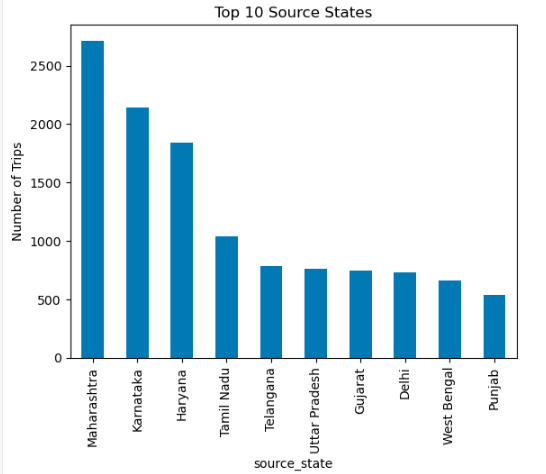 Top 10 Source States
Number of Trips
2500
2000
1500
1000
500
0
Maharashtra
Karnataka
Haryana
Tamil Nadu
Telangana
Uttar Pradesh
Gujarat
Delhi
West Bengal
Punjab
source_state